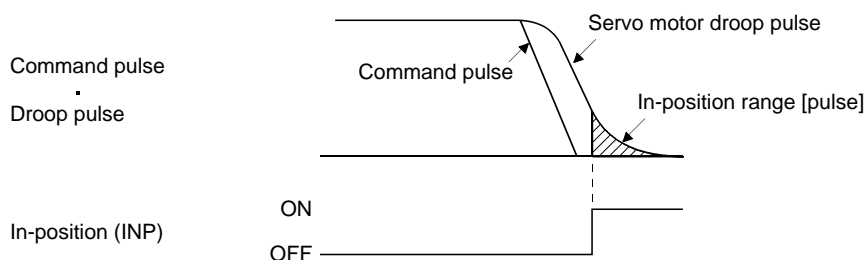 Servo motor droop pulse
Command pulse
Command pulse
.
Droop pulse
In-position range [pulse]
ON
In-position (INP)
OFF